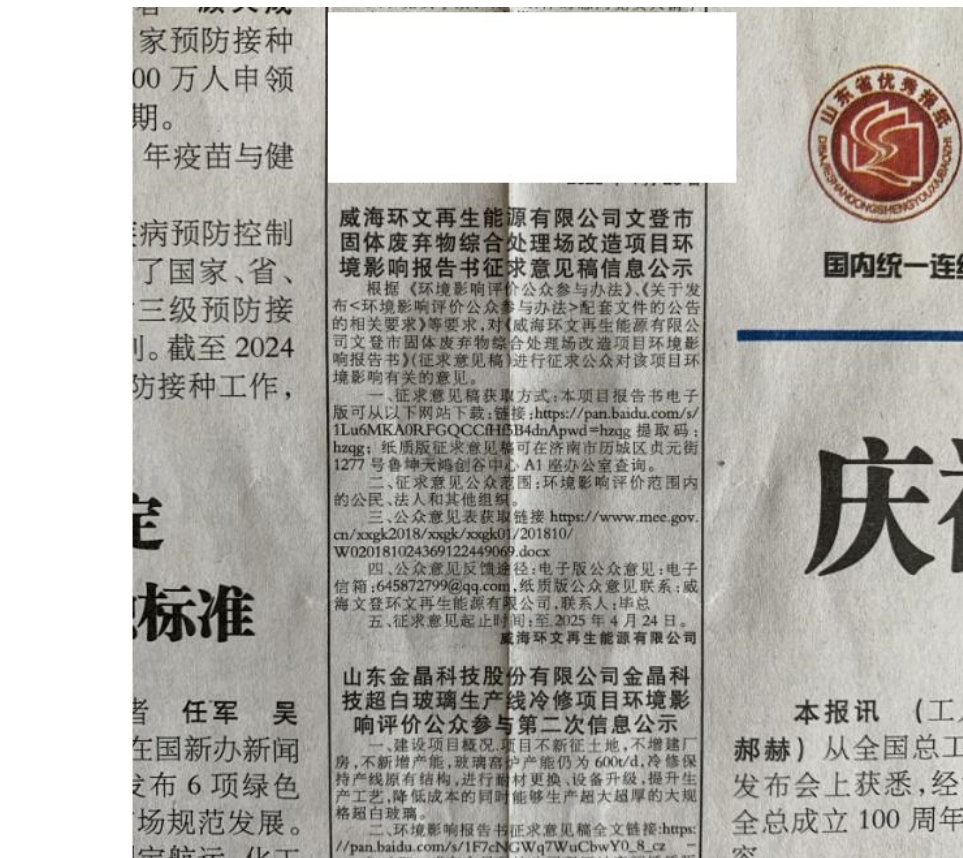 家预防接种
00 万人申领
期。
年疫苗与健
病预防控制
了国家、省、
三级预防接
。截至 2024
防接种工作，
定
标准
者 任军 吴
在国新办新闻
发布 6 项绿色
场规范发展。
威海环文再生能源有限公司文登市
固体废弃物综合处理场改造项目环
境影响报告书征求意见稿信息公示
根据《环境影响评价公众参与办法》、《关于发
布<环境影响评价公众参与办法>配套文件的公告
的相关要求》等要求，对《威海环文再生能源有限公
司文登市固体废弃物综合处理场改造项目环境影
响报告书》（征求意见稿）进行征求公众对该项目环
境影响有关的意见。
一、征求意见稿获取方式：本项目报告书电子
版可从以下网站下载；链接：https://pan.baidu.com/s/
1Lu6MKA0RFGQCCfHf5B4dnApwd=hzqg 提取码：
hzqg；纸质版征求意见稿可在济南市历城区贞元街
1277 号鲁坤天鸿创谷中心 A1 座办公室查询。
二、征求意见公众范围：环境影响评价范围内
的公民、法人和其他组织。
三、公众意见表获取链接 https://www.mee.gov.
cn/xxgk2018/xxgk/xxgk01/201810/
W020181024369122449069.docx
四、公众意见反馈途径：电子版公众意见：电子
信箱：645872799@qq.com，纸质版公众意见联系：威
海文登环文再生能源有限公司，联系人：毕总
五、征求意见起止时间：至 2025 年 4 月 24 日。
威海环文再生能源有限公司
山东金晶科技股份有限公司金晶科
技超白玻璃生产线冷修项目环境影
响评价公众参与第二次信息公示
一、建设项目概况。项目不新征土地，不增建厂
房，不新增产能，玻璃窑炉产能仍为 600t/d，冷修保
持产线原有结构，进行耐材更换、设备升级，提升生
产工艺，降低成本的同时能够生产超大超厚的大规
格超白玻璃。
二、环境影响报告书征求意见稿全文链接：https:
//pan.baidu.com/s/1F7cNGWq7WuCbwY0_8_cz
山东省优秀报纸
国内统一连续
庆祝
本报讯 （工人
郝赫）从全国总工
发布会上获悉，经
全总成立 100 周年